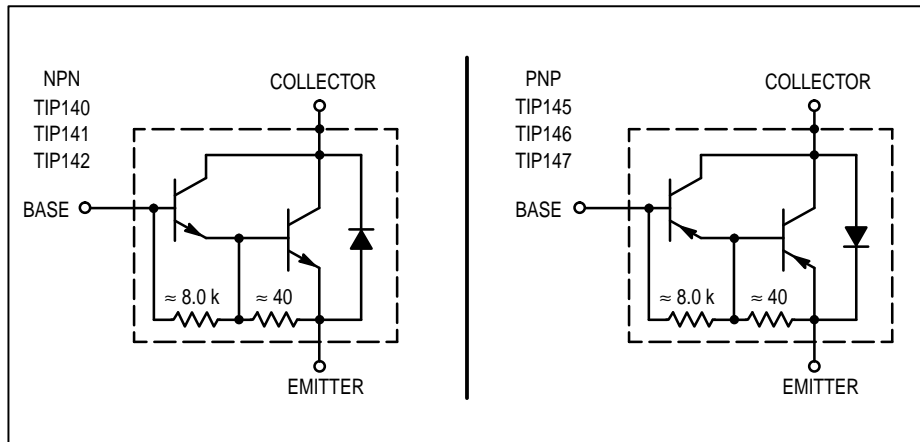 NPN
TIP140
TIP141
TIP142
COLLECTOR
BASE
≈ 8.0 k
≈ 40
EMITTER
PNP
TIP145
TIP146
TIP147
COLLECTOR
BASE
≈ 8.0 k
≈ 40
EMITTER